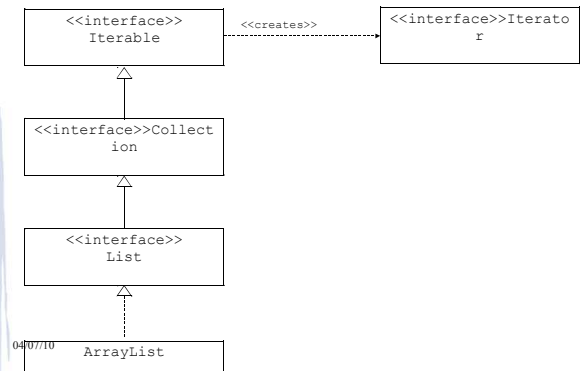 <<interface>>
Iterable
<<creates>>
<<interface>>Iterato
r
<<interface>>Collect
ion
<<interface>>
List
04/07/10
ArrayList